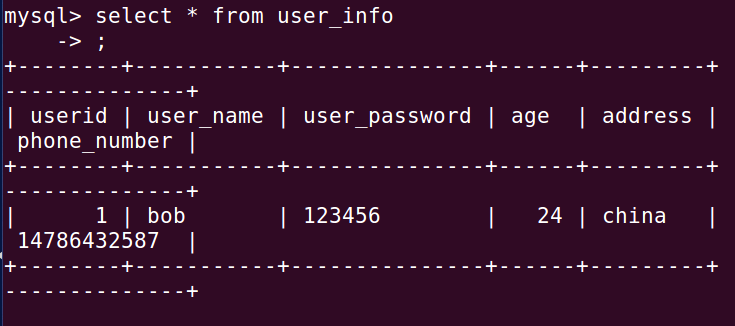 mysql> select * from user_info
    -> ;
+--------+-----------+---------------+------+---------+
--------------+
| userid | user_name | user_password | age  | address |
 phone_number |
+--------+-----------+---------------+------+---------+
--------------+
|      1 | bob       | 123456        |   24 | china   |
 14786432587  |
+--------+-----------+---------------+------+---------+
--------------+